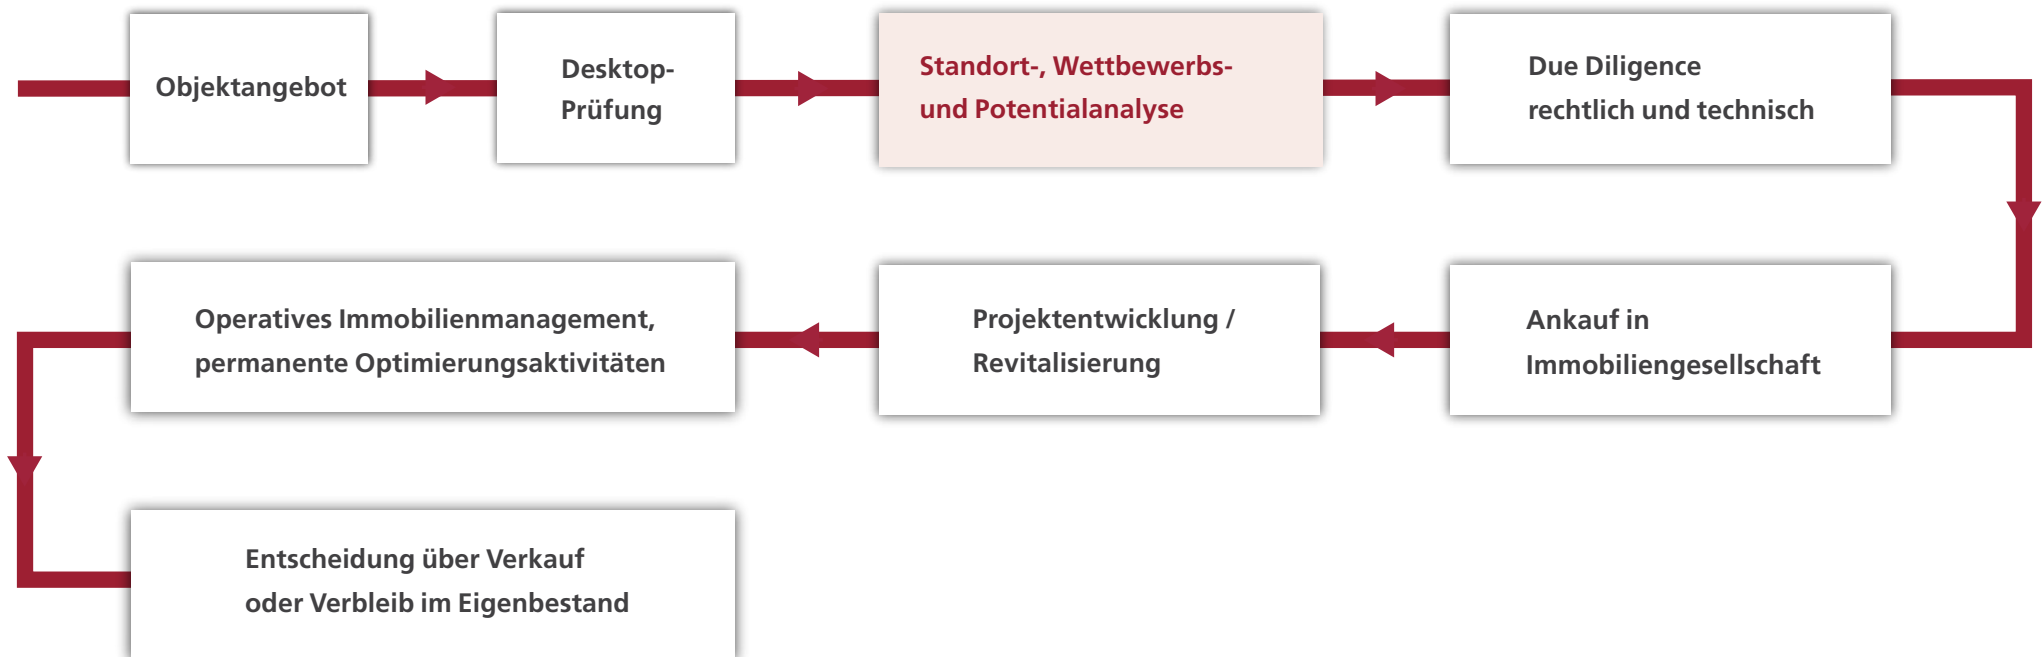 Objektangebot
Desktop-
Prüfung
Standort-, Wettbewerbs-
und Potentialanalyse
Due Diligence
rechtlich und technisch
Operatives Immobilienmanagement,
permanente Optimierungsaktivitäten
Projektentwicklung /
Revitalisierung
Ankauf in
Immobiliengesellschaft
Entscheidung über Verkauf
oder Verbleib im Eigenbestand